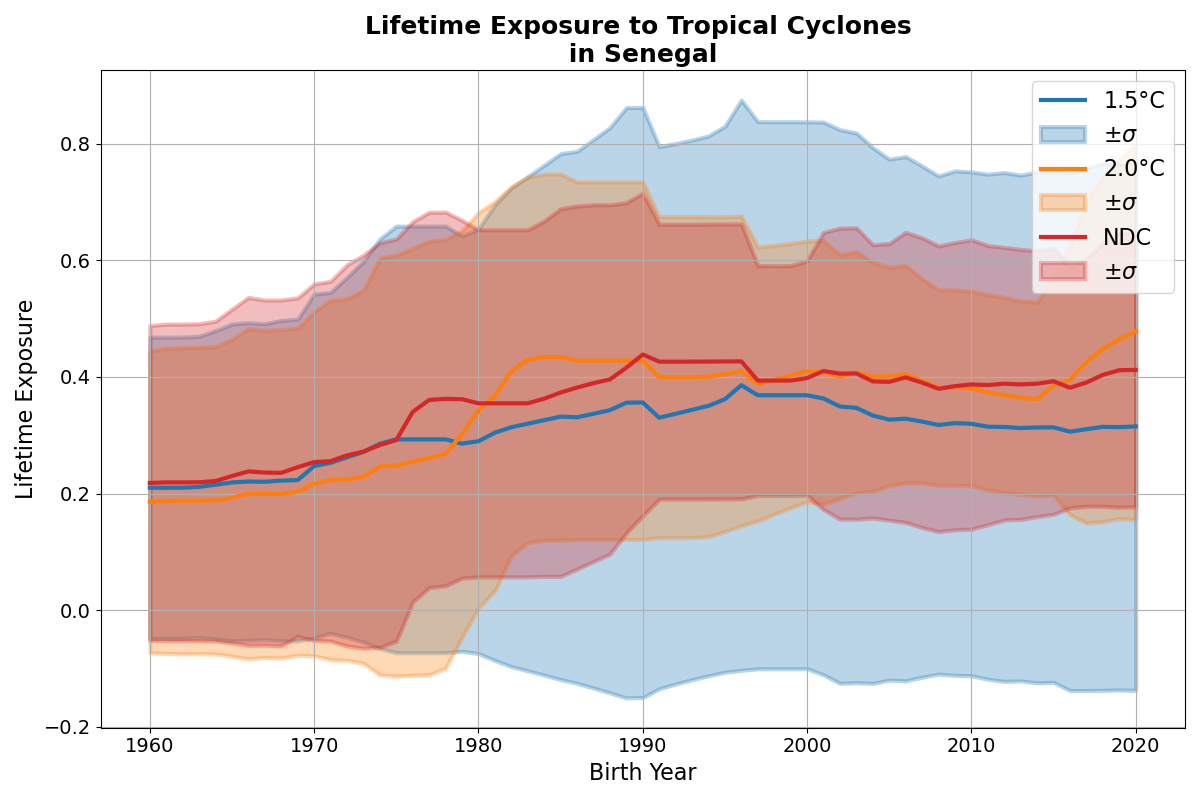 Lifetime Exposure to Tropical Cyclones
in Senegal
Lifetime Exposure
0.8
0.6
0.4
0.2
0.0
−0.2
1960
1970
1980
1990
2000
2010
2020
Birth Year
1.5°C
±σ
2.0°C
±σ
NDC
±σ